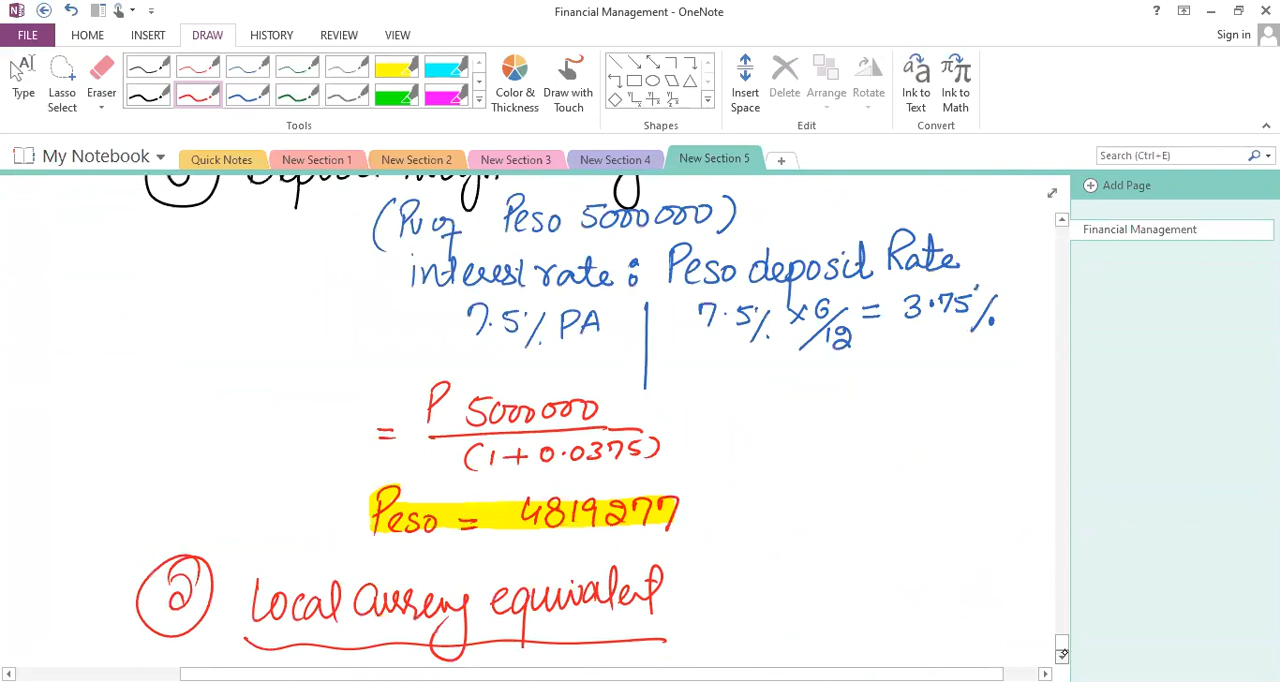 Financial Management - OneNote
?
Sign in
FILE HOME INSERT DRAW HISTORY REVIEW VIEW
Type
Lasso Select
Eraser
Color & Thickness
Draw with Touch
Insert Space
Delete
Arrange
Rotate
Ink to Text
Ink to Math
Tools
Shapes
Edit
Convert
My Notebook
Quick Notes
New Section 1
New Section 2
New Section 3
New Section 4
New Section 5
Search (Ctrl+E)
Add Page
Financial Management
(Pv of Peso 5000000)
interest rate : Peso deposit Rate
7.5% PA | 7.5% x 6/12 = 3.75%
= P 5000000
(1 + 0.0375)
Peso = 4819277
2 Local Currency equivalent